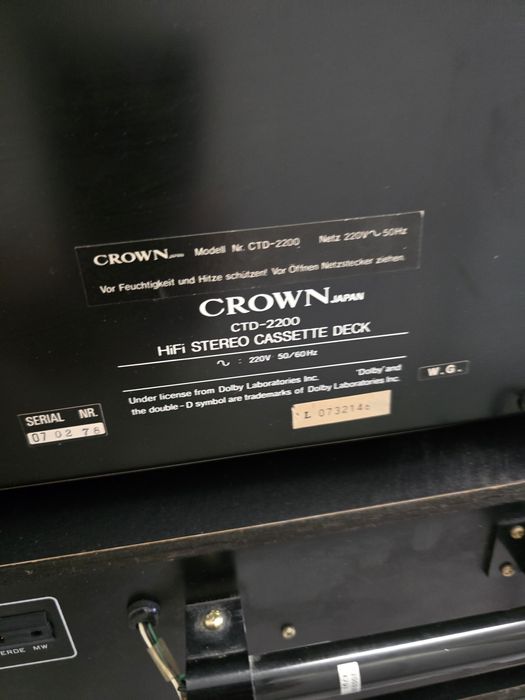 CROWN JAPAN Modell Nr. CTD-2200 Netz 220V∿50Hz
Vor Feuchtigkeit und Hitze schützen! Vor Öffnen Netzstecker ziehen.
CROWN JAPAN
CTD-2200
HiFi STEREO CASSETTE DECK
∿ : 220V 50/60Hz
Under license from Dolby Laboratories Inc. 'Dolby' and
the double-D symbol are trademarks of Dolby Laboratories Inc.
W.G.
SERIAL NR.
07 02 78
L 0732146
MW